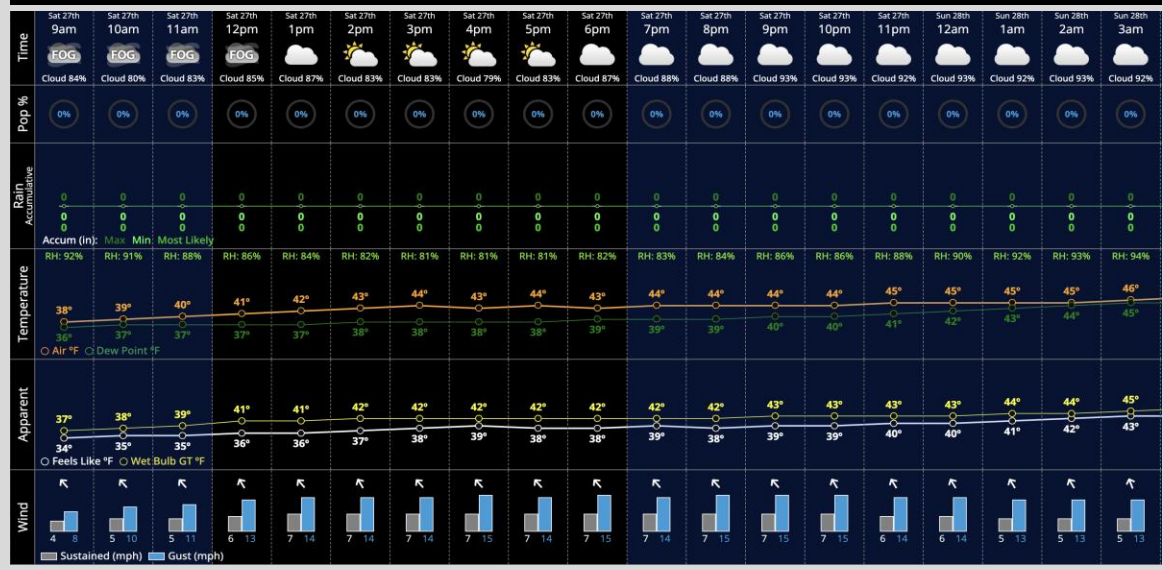 Time
Sat 27th Sat 27th Sat 27th Sat 27th Sat 27th Sat 27th Sat 27th Sat 27th Sat 27th Sat 27th Sat 27th Sat 27th Sat 27th Sat 27th Sat 27th Sun 28th Sun 28th Sun 28th Sun 28th
9am 10am 11am 12pm 1pm 2pm 3pm 4pm 5pm 6pm 7pm 8pm 9pm 10pm 11pm 12am 1am 2am 3am
FOG FOG FOG FOG
Cloud 84% Cloud 80% Cloud 83% Cloud 85% Cloud 87% Cloud 83% Cloud 83% Cloud 79% Cloud 83% Cloud 87% Cloud 88% Cloud 88% Cloud 93% Cloud 93% Cloud 92% Cloud 93% Cloud 92% Cloud 93% Cloud 92%
Pop %
0% 0% 0% 0% 0% 0% 0% 0% 0% 0% 0% 0% 0% 0% 0% 0% 0% 0% 0%
Rain
Accumulative
0 0 0 0 0 0 0 0 0 0 0 0 0 0 0 0 0 0 0
0 0 0 0 0 0 0 0 0 0 0 0 0 0 0 0 0 0 0
0 0 0 0 0 0 0 0 0 0 0 0 0 0 0 0 0 0 0
Accum (in): Max Min Most Likely
Temperature
RH: 92% RH: 91% RH: 88% RH: 86% RH: 84% RH: 82% RH: 81% RH: 81% RH: 81% RH: 82% RH: 83% RH: 84% RH: 86% RH: 86% RH: 88% RH: 90% RH: 92% RH: 93% RH: 94%
38° 39° 40° 41° 42° 43° 44° 43° 44° 43° 44° 44° 44° 44° 45° 45° 45° 45° 46°
36° 37° 37° 37° 37° 38° 38° 38° 38° 39° 39° 39° 40° 40° 41° 42° 43° 44° 45°
Air °F Dew Point °F
Apparent
37° 38° 39° 41° 41° 42° 42° 42° 42° 42° 42° 42° 43° 43° 43° 43° 44° 44° 45°
34° 35° 35° 36° 36° 37° 38° 39° 38° 38° 39° 38° 39° 39° 40° 40° 41° 42° 43°
Feels Like °F Wet Bulb GT °F
Wind
4 8 5 10 5 11 6 13 7 14 7 14 7 14 7 15 7 14 7 15 7 14 7 15 7 15 7 15 6 14 6 14 5 13 5 13 5 13
Sustained (mph) Gust (mph)